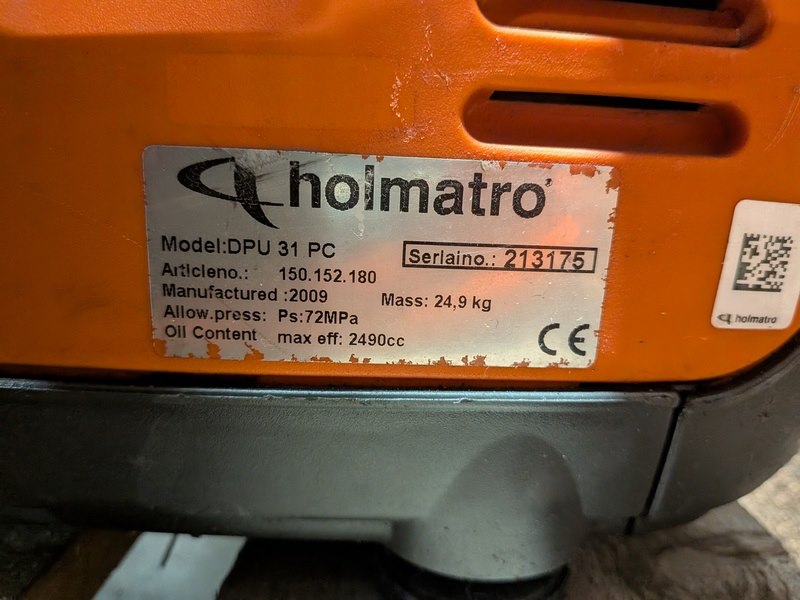 holmatro
Model:DPU 31 PC
Serlaino.: 213175
Articleno.: 150.152.180
Manufactured :2009 Mass: 24,9 kg
Allow.press: Ps:72MPa
Oil Content max eff: 2490cc
CE
holmatro